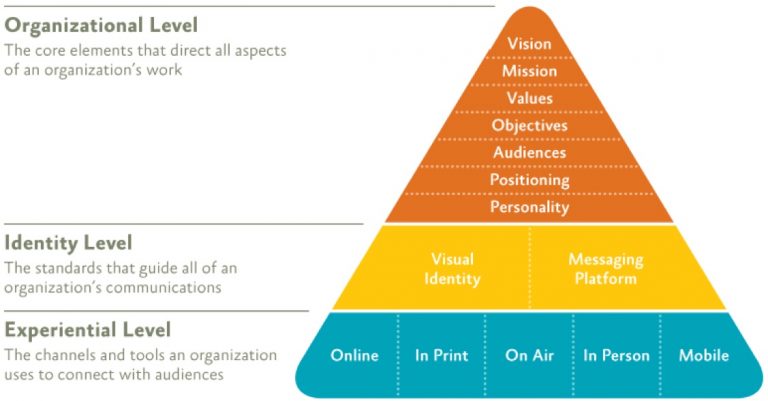 Organizational Level
The core elements that direct all aspects
of an organization's work
Vision
Mission
Values
Objectives
Audiences
Positioning
Personality
Identity Level
The standards that guide all of an
organization's communications
Visual
Identity
Messaging
Platform
Experiential Level
The channels and tools an organization
uses to connect with audiences
Online
In Print
On Air
In Person
Mobile